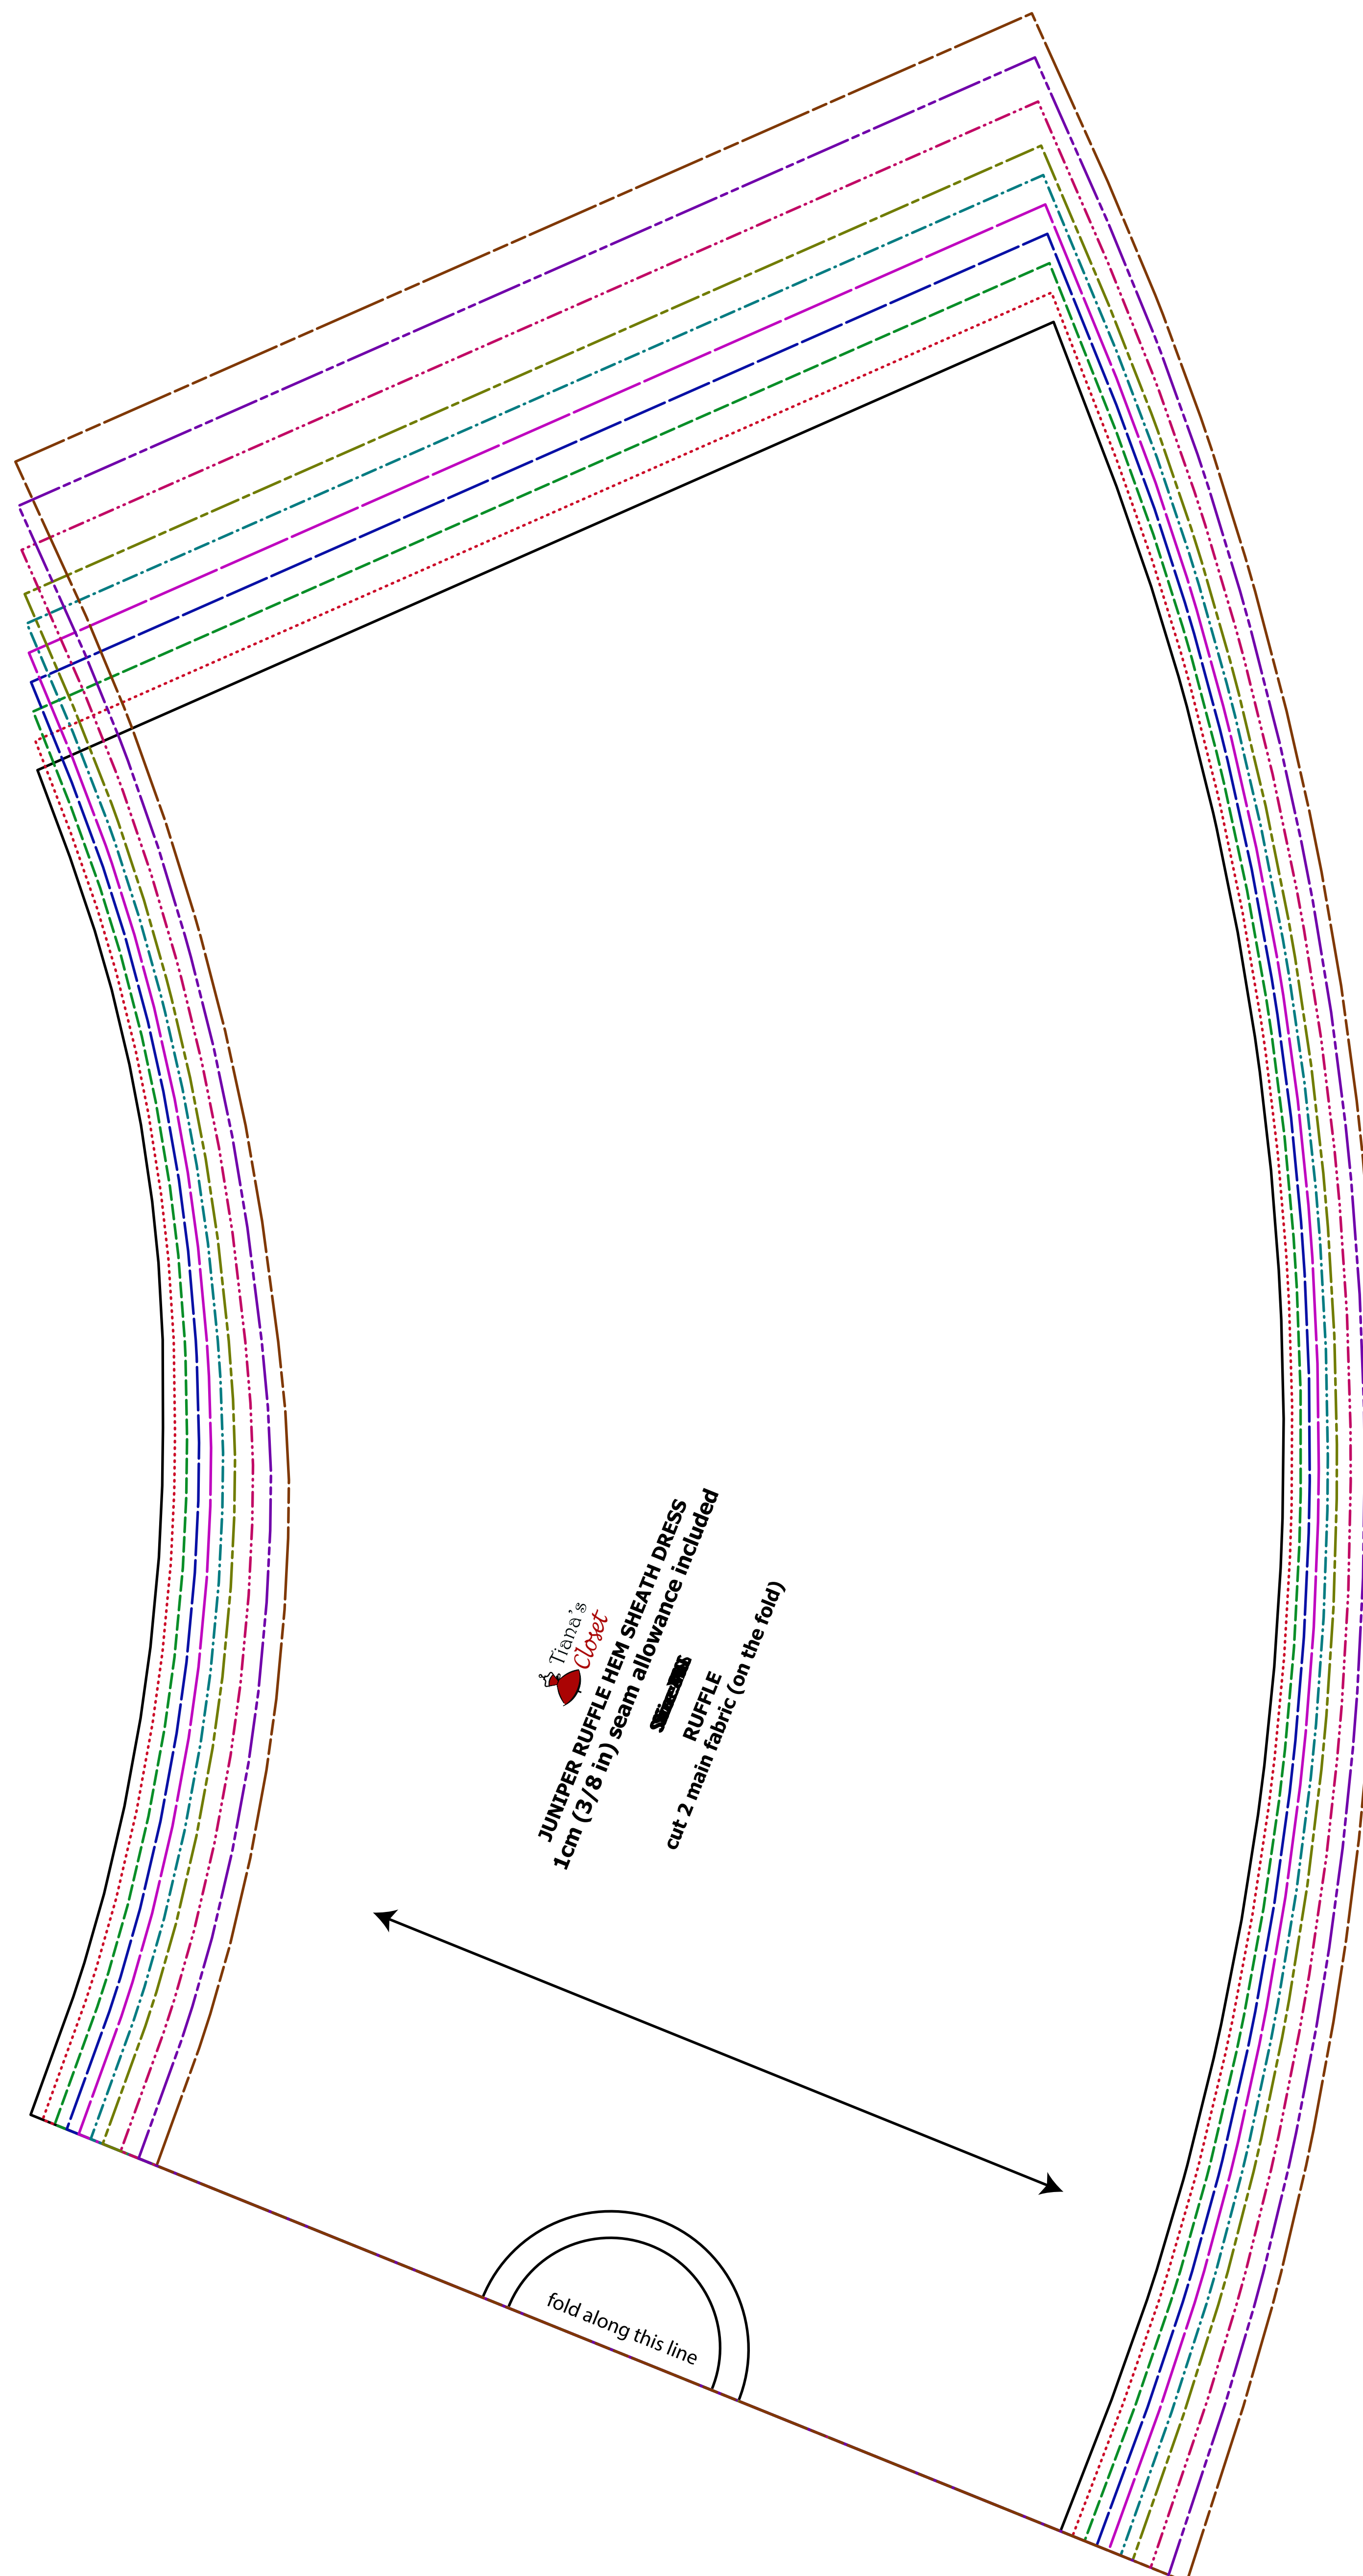 Tiana's
Closet
JUNIPER RUFFLE HEM SHEATH DRESS
1cm (3/8 in) seam allowance included
RUFFLE
cut 2 main fabric (on the fold)
fold along this line